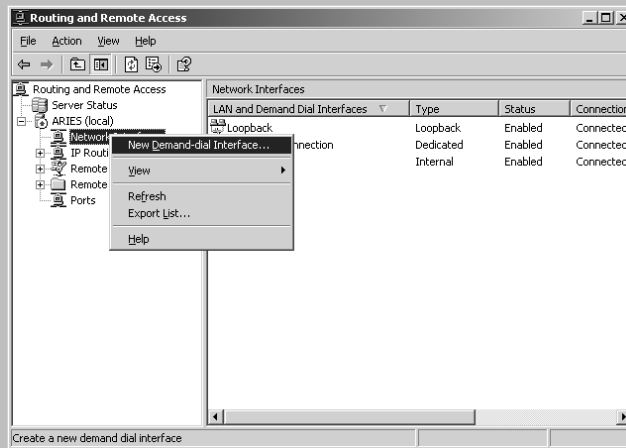 Routing and Remote Access
File Action View Help
Routing and Remote Access
Server Status
ARIES (local)
Network
IP Routi
Remote
Remote
Ports
New Demand-dial Interface...
View
Refresh
Export List...
Help
Network Interfaces
LAN and Demand Dial Interfaces Type Status Connection
Loopback Loopback Enabled Connected
nnection Dedicated Enabled Connected
Internal Enabled Connected
Create a new demand dial interface